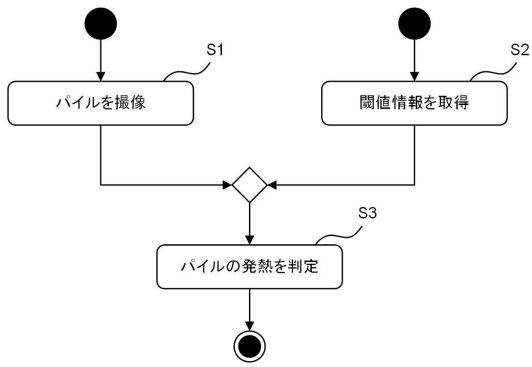 S1
S2
パイルを撮像
閾値情報を取得
S3
パイルの発熱を判定